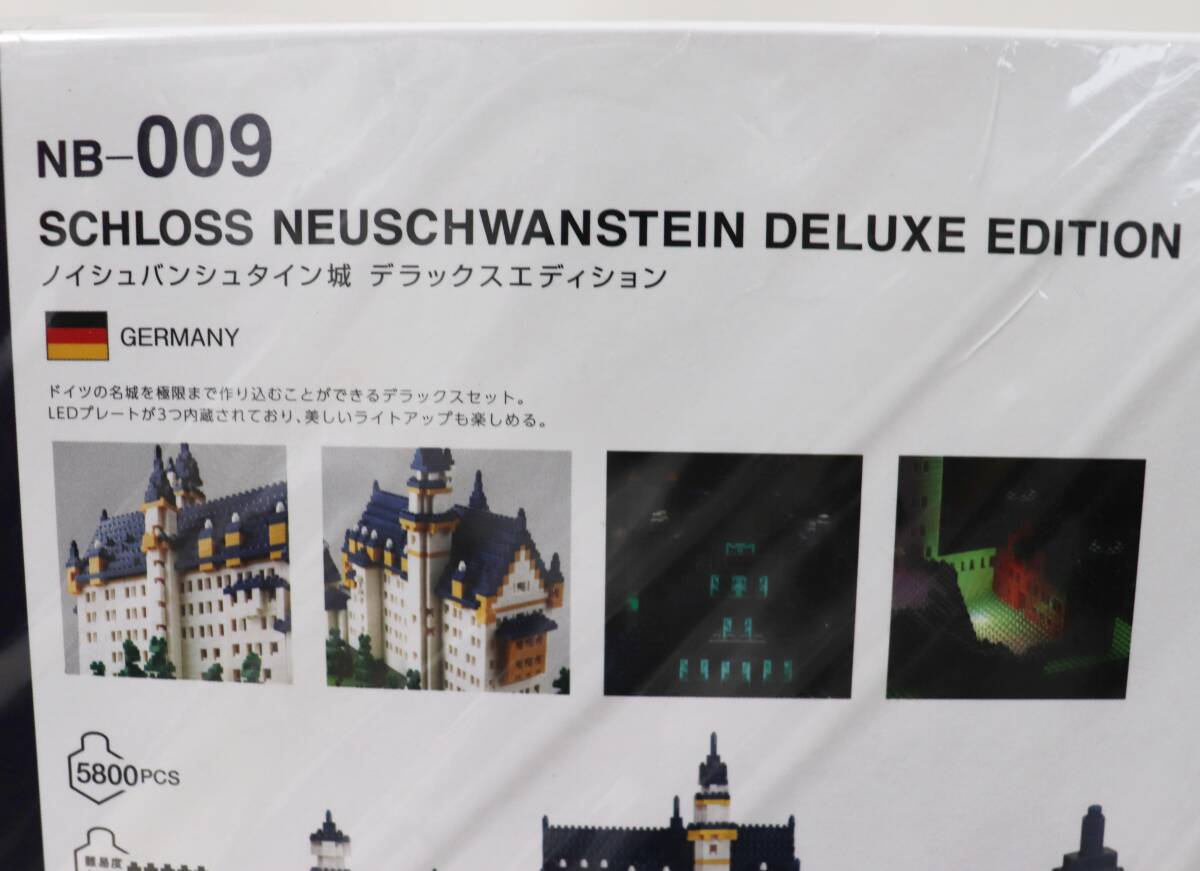 NB-009
SCHLOSS NEUSCHWANSTEIN DELUXE EDITION
ノイシュバンシュタイン城 デラックスエディション
GERMANY
ドイツの名城を極限まで作り込むことができるデラックスセット。
LEDプレートが3つ内蔵されており、美しいライトアップも楽しめる。
5800PCS
難易度